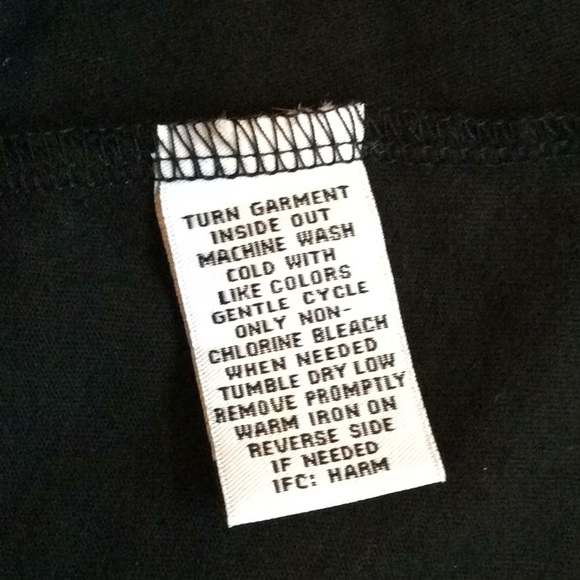 TURN GARMENT
INSIDE OUT
MACHINE WASH
COLD WITH
LIKE COLORS
GENTLE CYCLE
ONLY NON-
CHLORINE BLEACH
WHEN NEEDED
TUMBLE DRY LOW
REMOVE PROMPTLY
WARM IRON ON
REVERSE SIDE
IF NEEDED
IFC: HARM